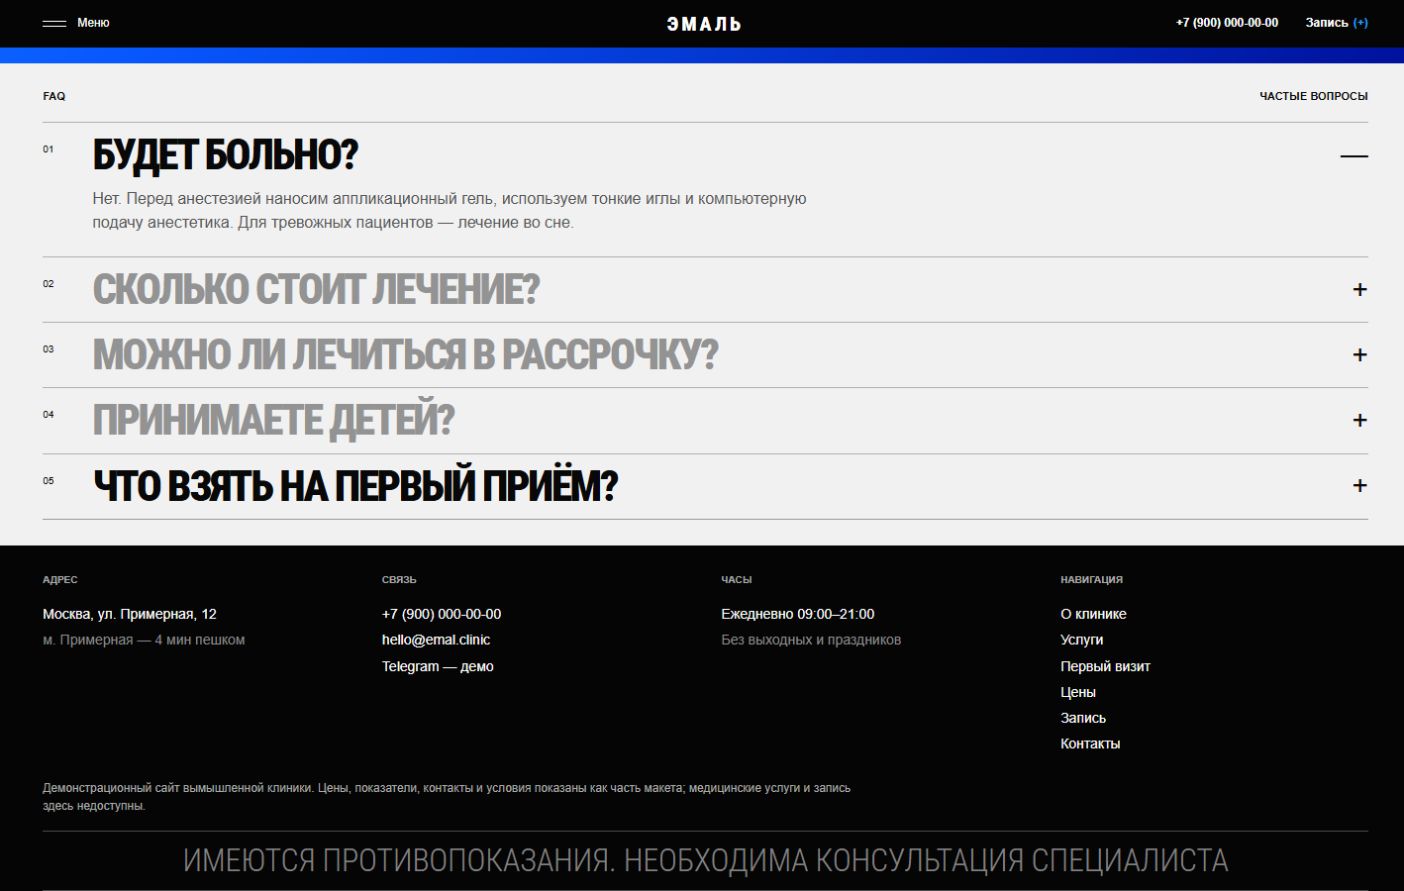 Меню
ЭМАЛЬ
+7 (900) 000-00-00
Запись (+)
FAQ
ЧАСТЫЕ ВОПРОСЫ
01
БУДЕТ БОЛЬНО?
—
Нет. Перед анестезией наносим аппликационный гель, используем тонкие иглы и компьютерную
подачу анестетика. Для тревожных пациентов — лечение во сне.
02
СКОЛЬКО СТОИТ ЛЕЧЕНИЕ?
+
03
МОЖНО ЛИ ЛЕЧИТЬСЯ В РАССРОЧКУ?
+
04
ПРИНИМАЕТЕ ДЕТЕЙ?
+
05
ЧТО ВЗЯТЬ НА ПЕРВЫЙ ПРИЁМ?
+
АДРЕС
Москва, ул. Примерная, 12
м. Примерная — 4 мин пешком
СВЯЗЬ
+7 (900) 000-00-00
hello@emal.clinic
Telegram — демо
ЧАСЫ
Ежедневно 09:00–21:00
Без выходных и праздников
НАВИГАЦИЯ
О клинике
Услуги
Первый визит
Цены
Запись
Контакты
Демонстрационный сайт вымышленной клиники. Цены, показатели, контакты и условия показаны как часть макета; медицинские услуги и запись
здесь недоступны.
ИМЕЮТСЯ ПРОТИВОПОКАЗАНИЯ. НЕОБХОДИМА КОНСУЛЬТАЦИЯ СПЕЦИАЛИСТА